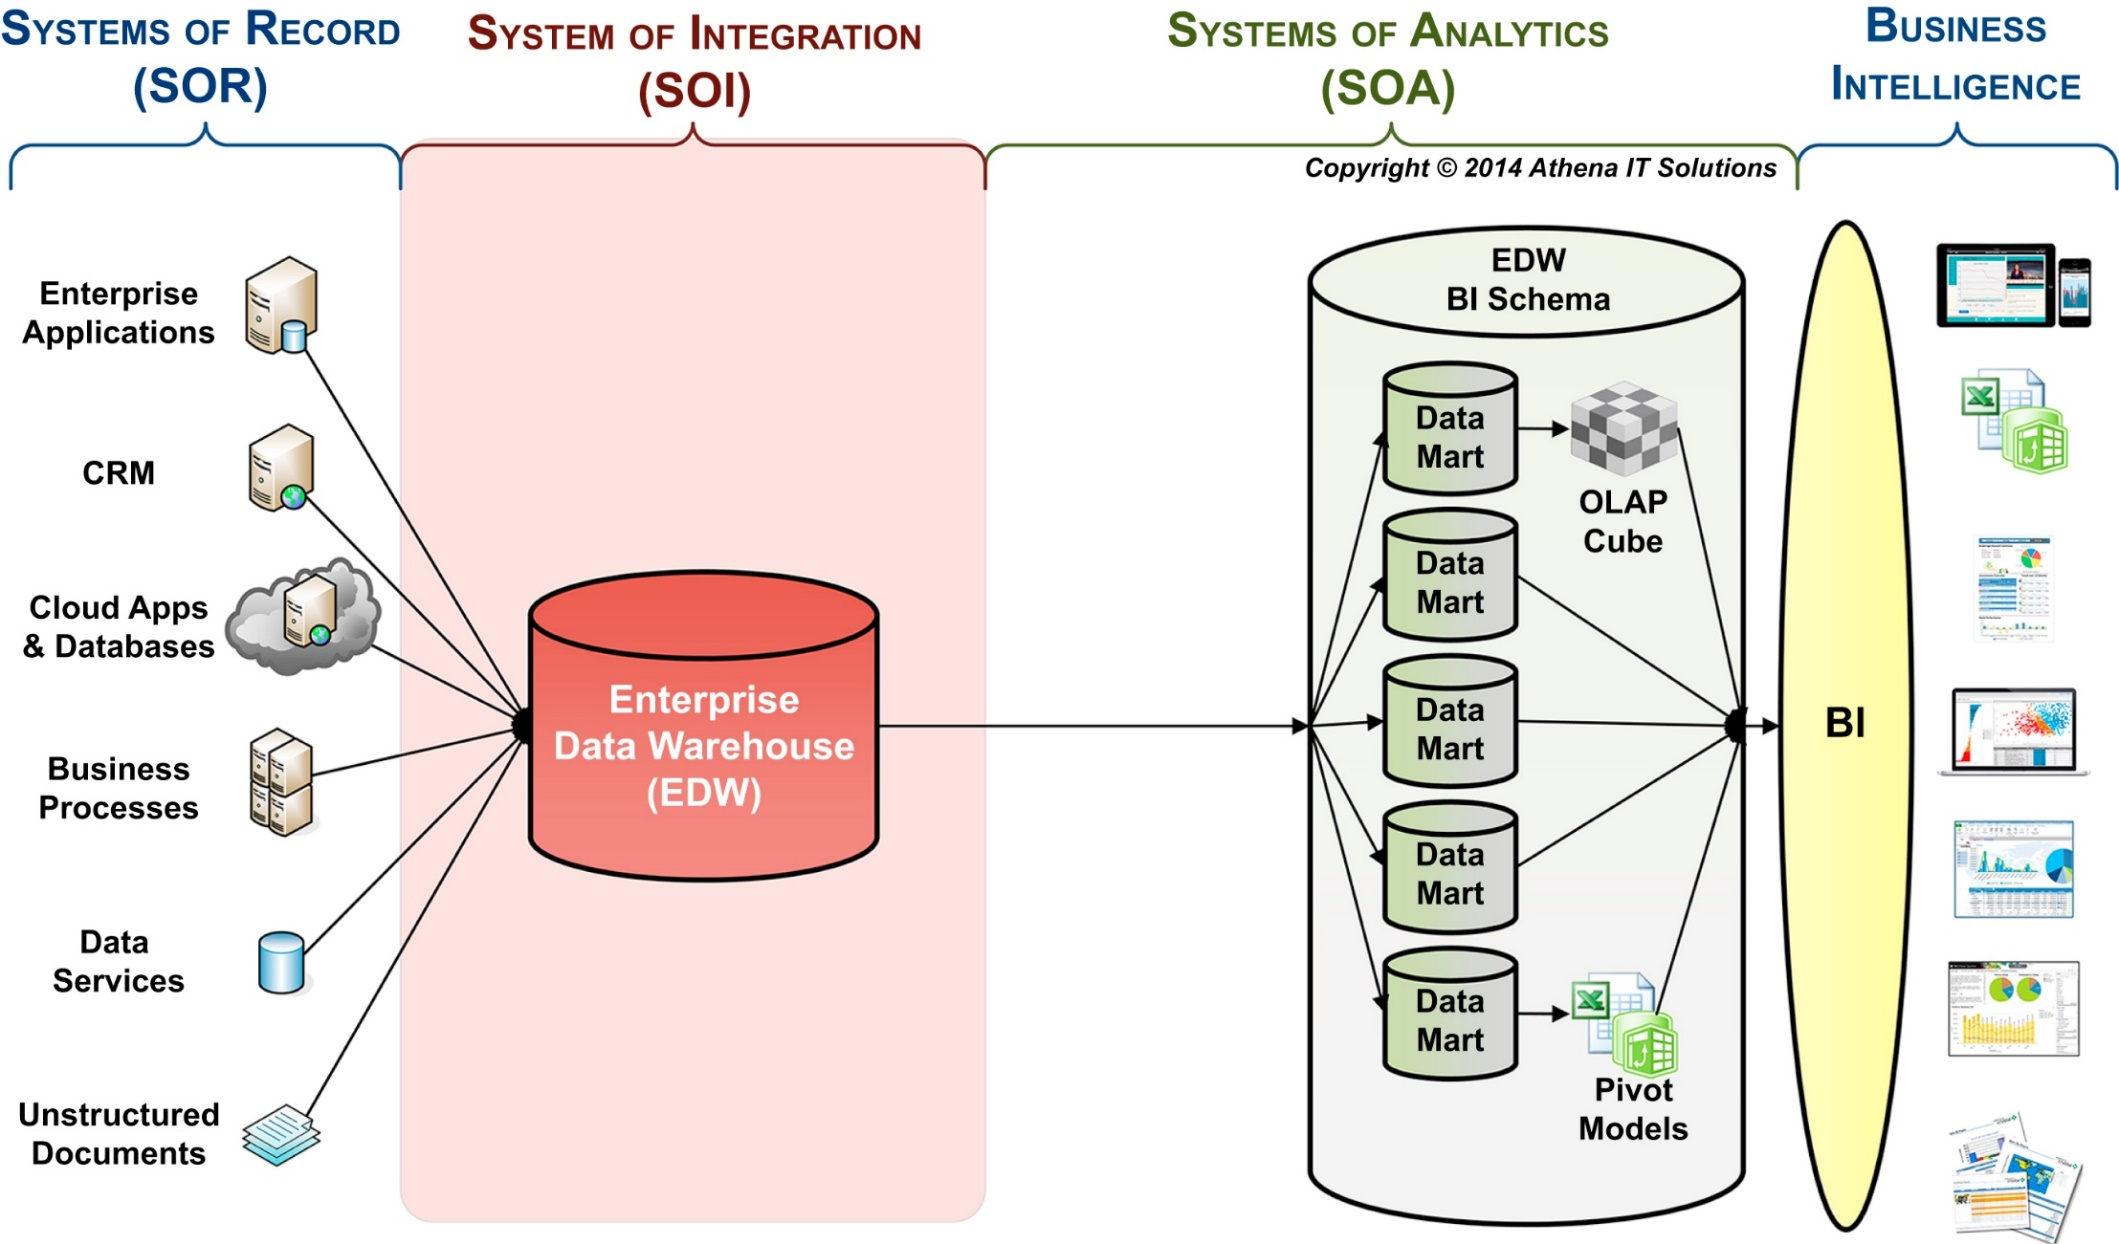 SYSTEMS OF RECORD
(SOR)
SYSTEM OF INTEGRATION
(SOI)
SYSTEMS OF ANALYTICS
(SOA)
BUSINESS
INTELLIGENCE
Copyright © 2014 Athena IT Solutions
Enterprise
Applications
CRM
Cloud Apps
& Databases
Business
Processes
Data
Services
Unstructured
Documents
Enterprise
Data Warehouse
(EDW)
EDW
BI Schema
Data
Mart
OLAP
Cube
Data
Mart
Data
Mart
Data
Mart
Data
Mart
Pivot
Models
BI